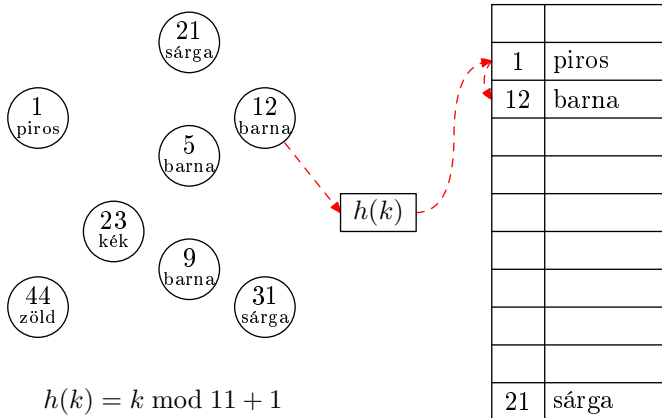 21
sárga
1
piros
12
barna
5
barna
23
kék
9
barna
44
zöld
31
sárga
h(k)
h(k) = k mod 11 + 1
1 piros
12 barna
21 sárga